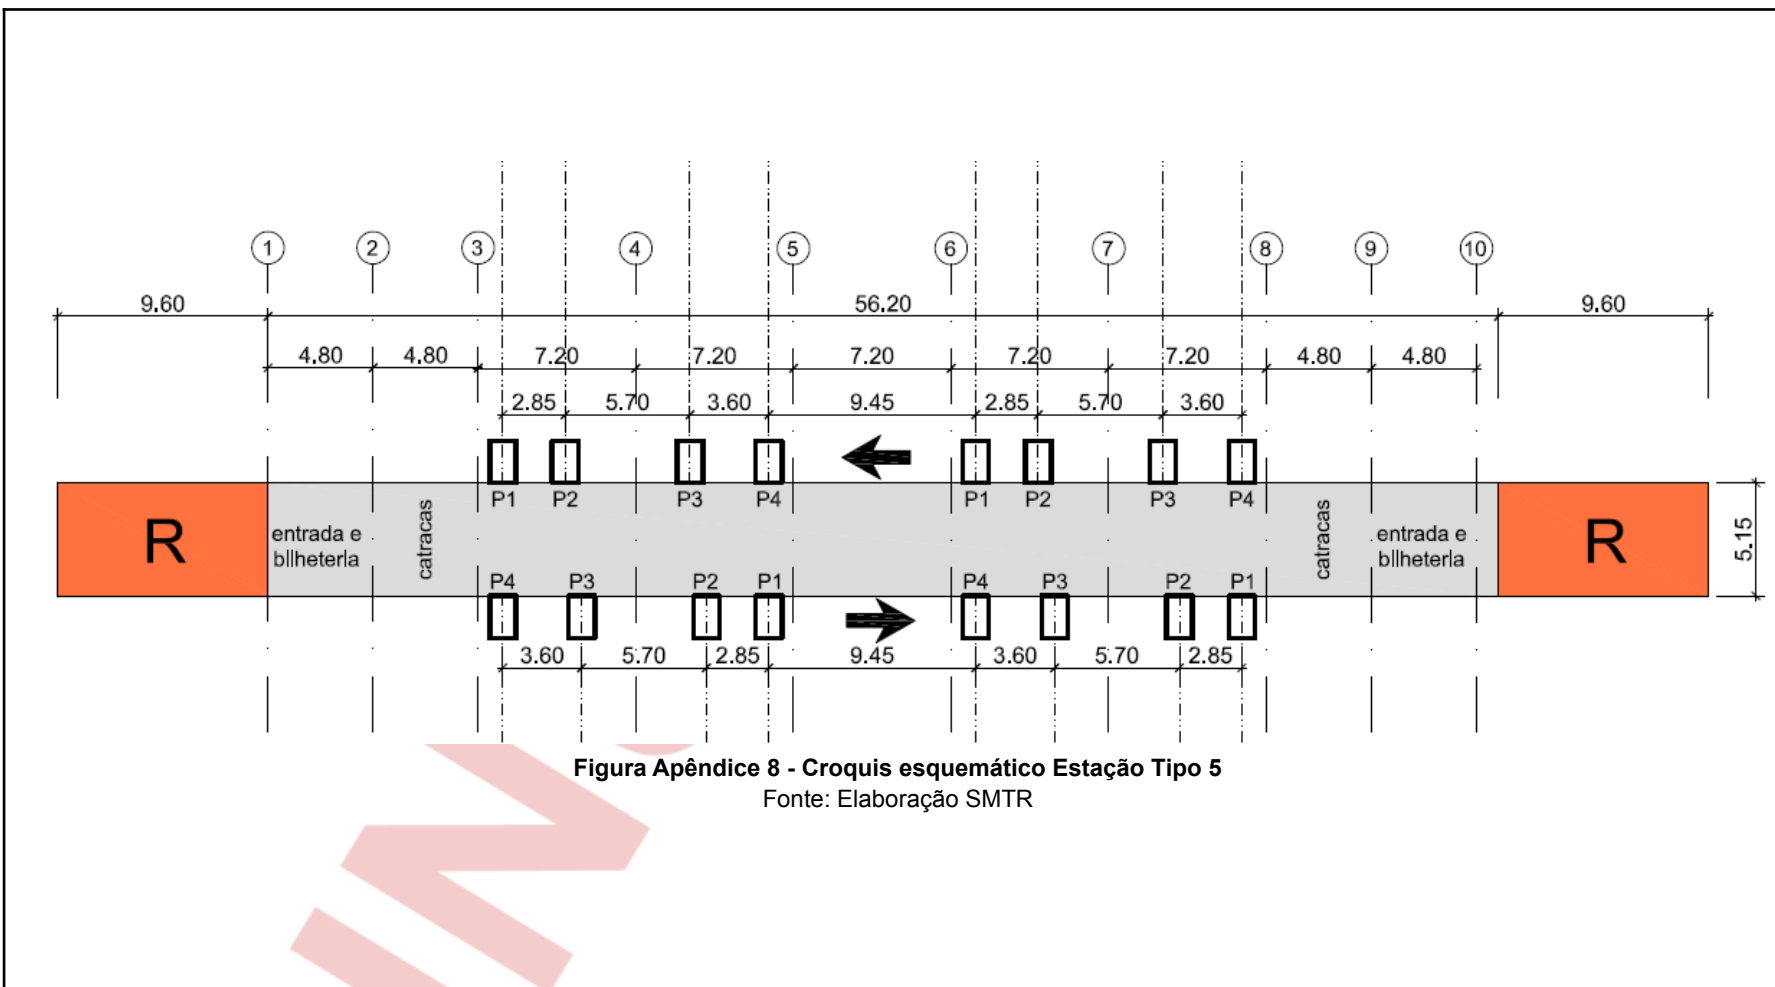 1 2 3 4 5 6 7 8 9 10
9.60 56.20 9.60
4.80 4.80 7.20 7.20 7.20 7.20 7.20 4.80 4.80
2.85 5.70 3.60 9.45 2.85 5.70 3.60
P1 P2 P3 P4 P1 P2 P3 P4
R
entrada e
bilheteria
catracas
catracas
entrada e
bilheteria
R
5.15
P4 P3 P2 P1 P4 P3 P2 P1
3.60 5.70 2.85 9.45 3.60 5.70 2.85
Figura Apêndice 8 - Croquis esquemático Estação Tipo 5
Fonte: Elaboração SMTR